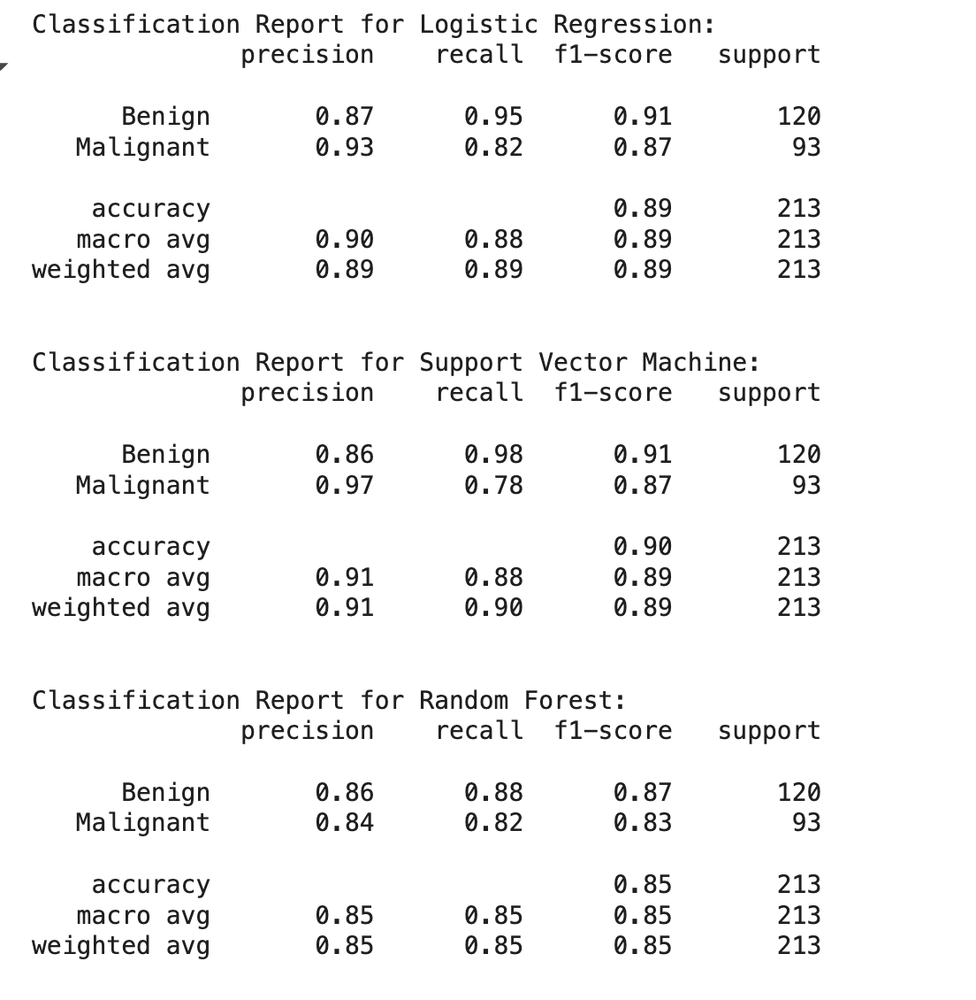 Classification Report for Logistic Regression:
precision recall f1-score support
Benign 0.87 0.95 0.91 120
Malignant 0.93 0.82 0.87 93
accuracy 0.89 213
macro avg 0.90 0.88 0.89 213
weighted avg 0.89 0.89 0.89 213
Classification Report for Support Vector Machine:
precision recall f1-score support
Benign 0.86 0.98 0.91 120
Malignant 0.97 0.78 0.87 93
accuracy 0.90 213
macro avg 0.91 0.88 0.89 213
weighted avg 0.91 0.90 0.89 213
Classification Report for Random Forest:
precision recall f1-score support
Benign 0.86 0.88 0.87 120
Malignant 0.84 0.82 0.83 93
accuracy 0.85 213
macro avg 0.85 0.85 0.85 213
weighted avg 0.85 0.85 0.85 213